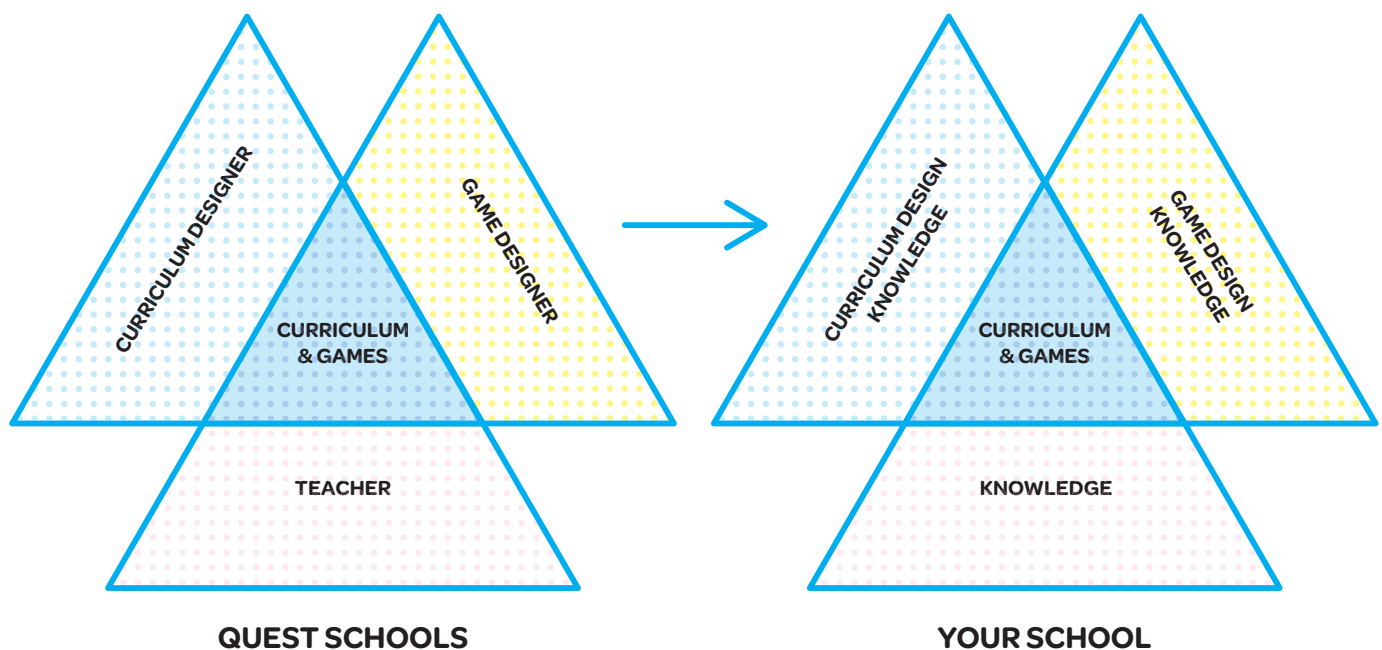 CURRICULUM DESIGNER
GAME DESIGNER
CURRICULUM
& GAMES
TEACHER
QUEST SCHOOLS
CURRICULUM DESIGN
KNOWLEDGE
GAME DESIGN
KNOWLEDGE
CURRICULUM
& GAMES
KNOWLEDGE
YOUR SCHOOL